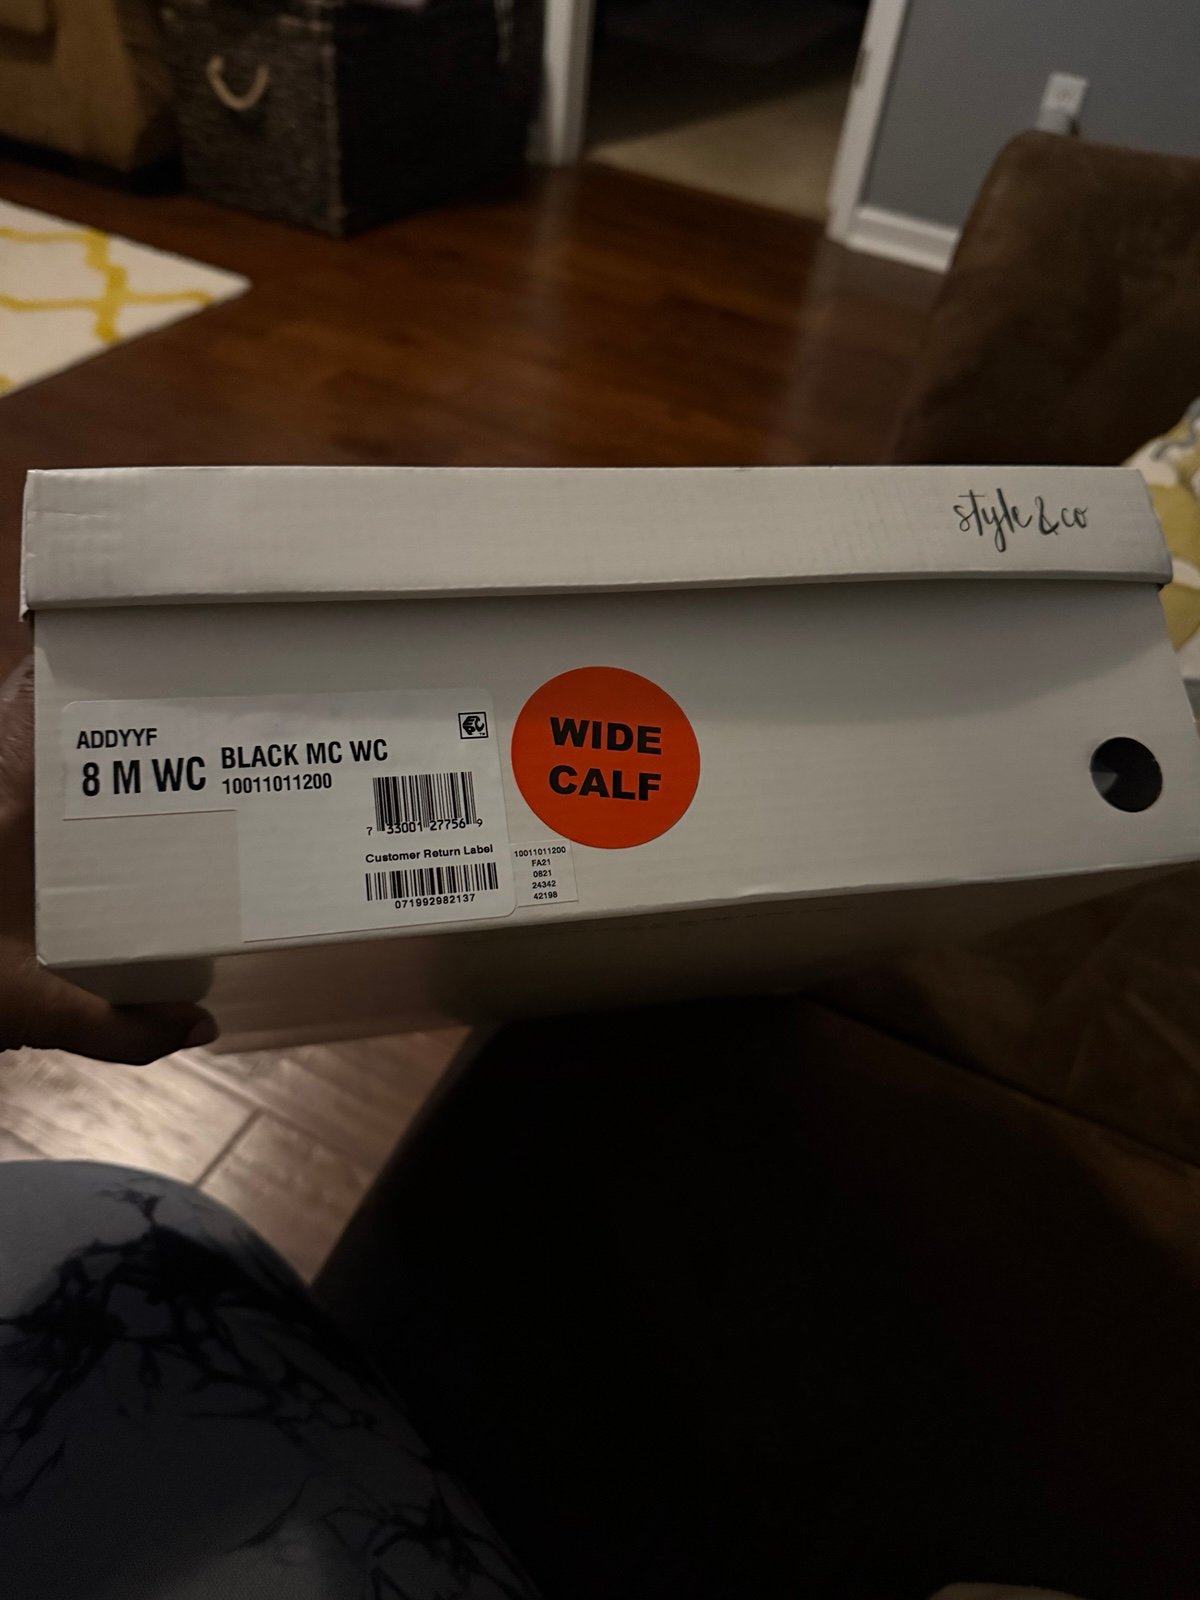 style & co
ADDYYF
8 M WC
BLACK MC WC
10011011200
7 33001 27756 9
Customer Return Label
071992982137
WIDE
CALF
10011011200
FA21
0821
24342
42198